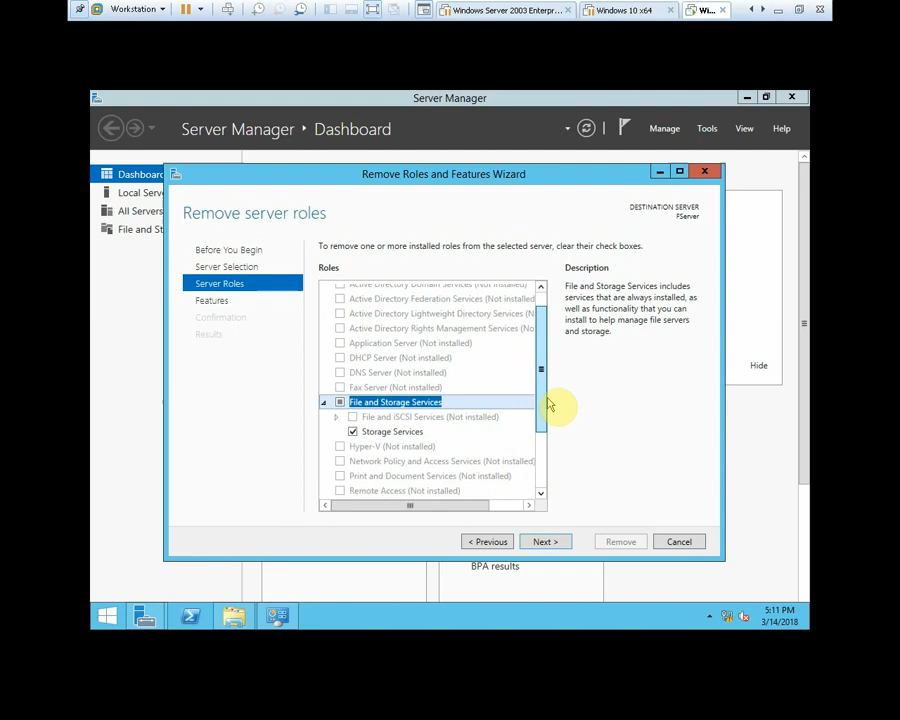 Workstation
Windows Server 2003 Enterpr...
Windows 10 x64
Wi...
Server Manager
Server Manager
Dashboard
Manage
Tools
View
Help
Dashboard
Local Serve
All Servers
File and St
Remove Roles and Features Wizard
Remove server roles
DESTINATION SERVER
FServer
Before You Begin
Server Selection
Server Roles
Features
Confirmation
Results
To remove one or more installed roles from the selected server, clear their check boxes.
Roles
Active Directory Domain Services (Not installed)
Active Directory Federation Services (Not installed)
Active Directory Lightweight Directory Services (N
Active Directory Rights Management Services (No
Application Server (Not installed)
DHCP Server (Not installed)
DNS Server (Not installed)
Fax Server (Not installed)
File and Storage Services
File and iSCSI Services (Not installed)
Storage Services
Hyper-V (Not installed)
Network Policy and Access Services (Not installed)
Print and Document Services (Not installed)
Remote Access (Not installed)
Description
File and Storage Services includes
services that are always installed, as
well as functionality that you can
install to help manage file servers
and storage.
Hide
< Previous
Next >
Remove
Cancel
BPA results
5:11 PM
3/14/2018